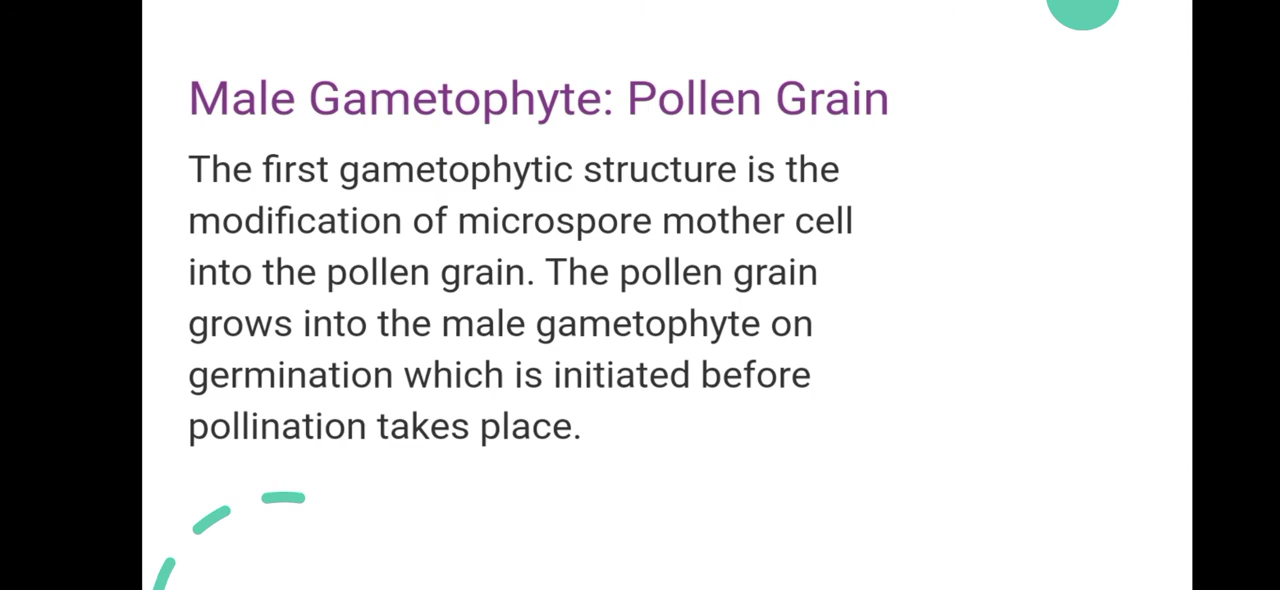 Male Gametophyte: Pollen Grain
The first gametophytic structure is the
modification of microspore mother cell
into the pollen grain. The pollen grain
grows into the male gametophyte on
germination which is initiated before
pollination takes place.